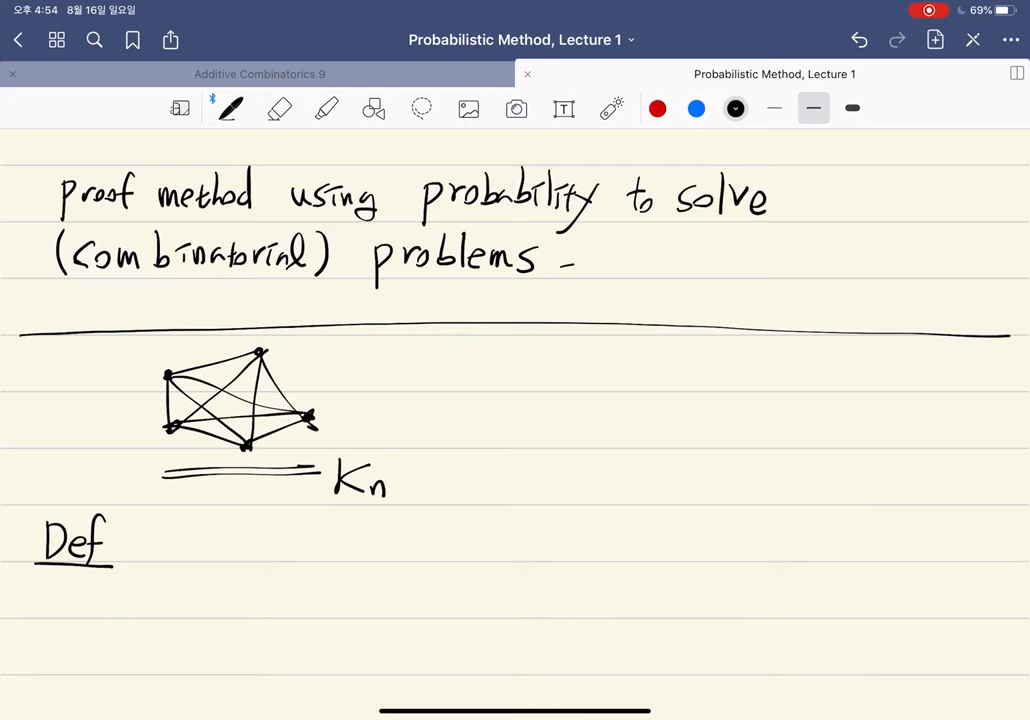 오후 4:54 8월 16일 일요일 69%
Probabilistic Method, Lecture 1
Additive Combinatorics 9
Probabilistic Method, Lecture 1
proof method using probability to solve
(combinatorial) problems -
Kn
Def